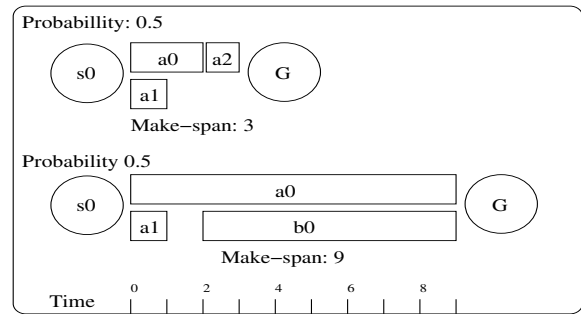 Probabillity: 0.5
s0 a0 a2 G
a1
Make−span: 3
Probability 0.5
s0 a0 G
a1 b0
Make−span: 9
0 2 4 6 8
Time